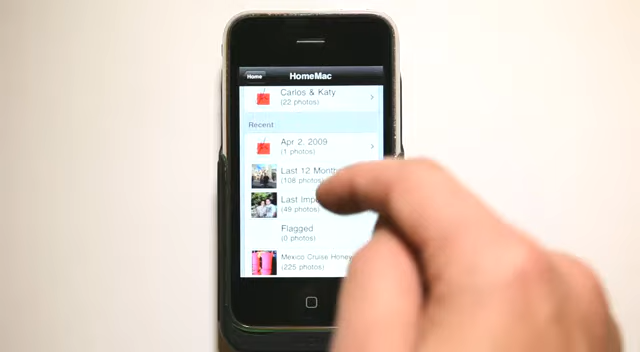 Home
HomeMac
Carlos & Katy
(22 photos)
Recent
Apr 2, 2009
(1 photos)
Last 12 Month
(108 photos)
Last Impo
(49 photos)
Flagged
(0 photos)
Mexico Cruise Honey
(225 photos)